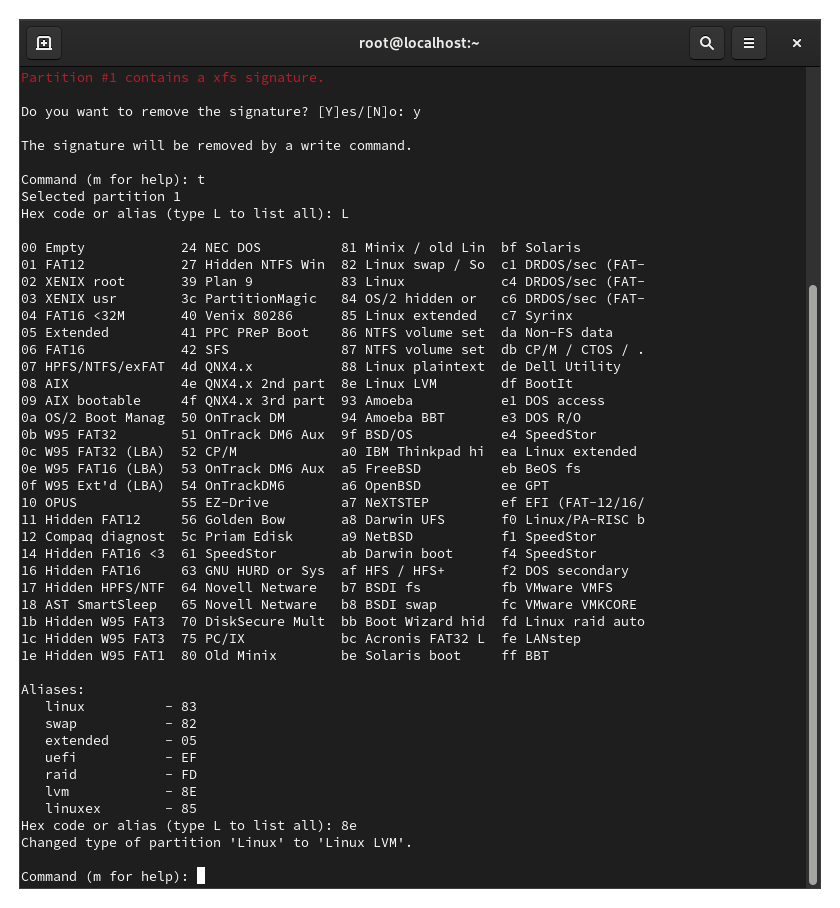 root@localhost:~
Partition #1 contains a xfs signature.
Do you want to remove the signature? [Y]es/[N]o: y
The signature will be removed by a write command.
Command (m for help): t
Selected partition 1
Hex code or alias (type L to list all): L
00 Empty            24 NEC DOS          81 Minix / old Lin  bf Solaris
01 FAT12            27 Hidden NTFS Win  82 Linux swap / So  c1 DRDOS/sec (FAT-
02 XENIX root       39 Plan 9           83 Linux            c4 DRDOS/sec (FAT-
03 XENIX usr        3c PartitionMagic   84 OS/2 hidden or   c6 DRDOS/sec (FAT-
04 FAT16 <32M       40 Venix 80286      85 Linux extended   c7 Syrinx
05 Extended         41 PPC PReP Boot    86 NTFS volume set  da Non-FS data
06 FAT16            42 SFS              87 NTFS volume set  db CP/M / CTOS / .
07 HPFS/NTFS/exFAT  4d QNX4.x           88 Linux plaintext  de Dell Utility
08 AIX              4e QNX4.x 2nd part  8e Linux LVM        df BootIt
09 AIX bootable     4f QNX4.x 3rd part  93 Amoeba           e1 DOS access
0a OS/2 Boot Manag  50 OnTrack DM       94 Amoeba BBT       e3 DOS R/O
0b W95 FAT32        51 OnTrack DM6 Aux  9f BSD/OS           e4 SpeedStor
0c W95 FAT32 (LBA)  52 CP/M             a0 IBM Thinkpad hi  ea Linux extended
0e W95 FAT16 (LBA)  53 OnTrack DM6 Aux  a5 FreeBSD          eb BeOS fs
0f W95 Ext'd (LBA)  54 OnTrackDM6       a6 OpenBSD          ee GPT
10 OPUS             55 EZ-Drive         a7 NeXTSTEP         ef EFI (FAT-12/16/
11 Hidden FAT12     56 Golden Bow       a8 Darwin UFS       f0 Linux/PA-RISC b
12 Compaq diagnost  5c Priam Edisk      a9 NetBSD           f1 SpeedStor
14 Hidden FAT16 <3  61 SpeedStor        ab Darwin boot      f4 SpeedStor
16 Hidden FAT16     63 GNU HURD or Sys  af HFS / HFS+       f2 DOS secondary
17 Hidden HPFS/NTF  64 Novell Netware   b7 BSDI fs          fb VMware VMFS
18 AST SmartSleep   65 Novell Netware   b8 BSDI swap        fc VMware VMKCORE
1b Hidden W95 FAT3  70 DiskSecure Mult  bb Boot Wizard hid  fd Linux raid auto
1c Hidden W95 FAT3  75 PC/IX            bc Acronis FAT32 L  fe LANstep
1e Hidden W95 FAT1  80 Old Minix        be Solaris boot     ff BBT
Aliases:
linux          - 83
swap           - 82
extended       - 05
uefi           - EF
raid           - FD
lvm            - 8E
linuxex        - 85
Hex code or alias (type L to list all): 8e
Changed type of partition 'Linux' to 'Linux LVM'.
Command (m for help):